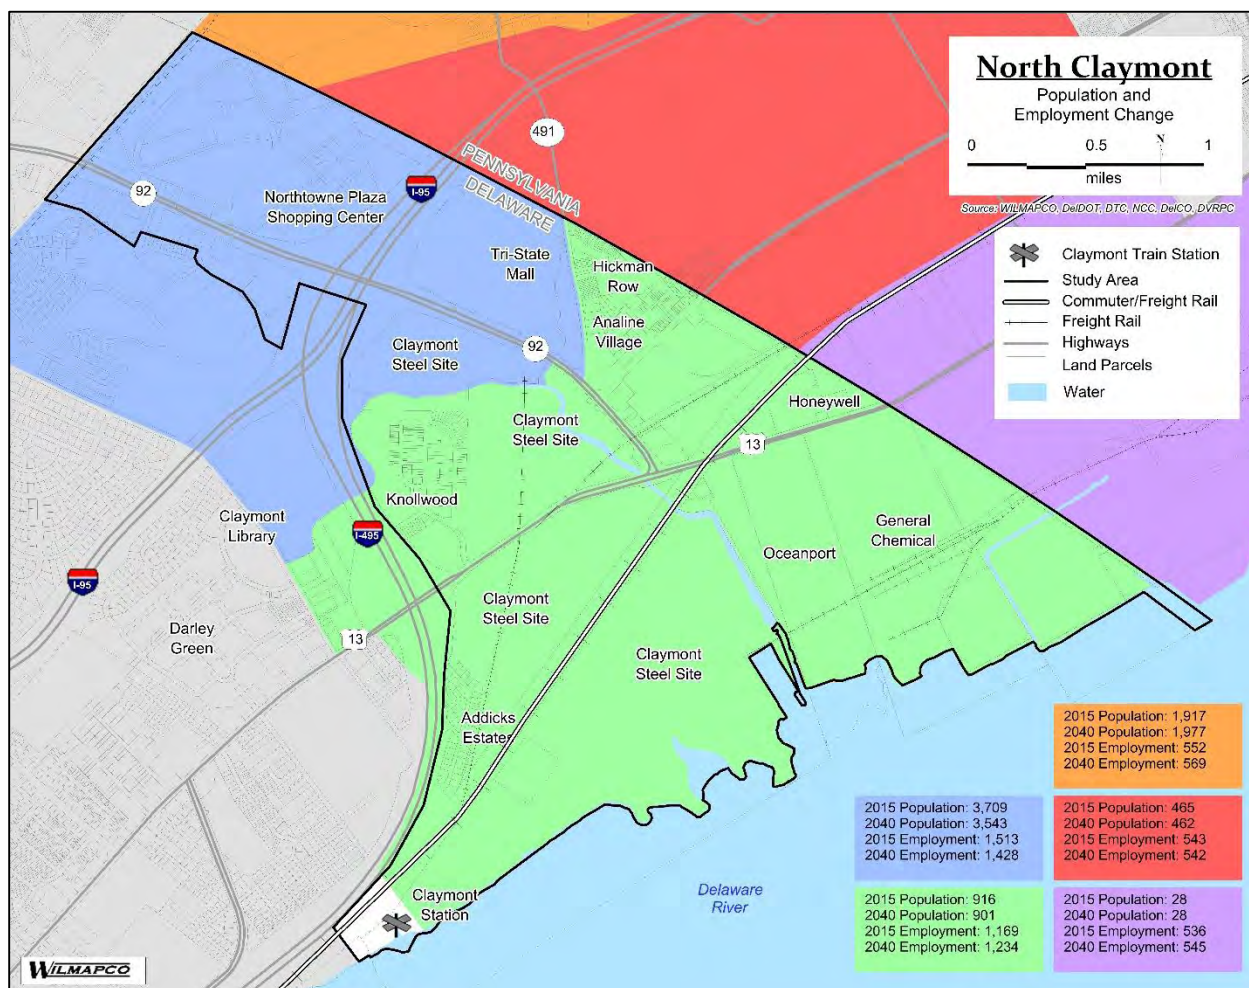 North Claymont
Population and
Employment Change
0 0.5 1
N
miles
Source: WILMAPCO, DelDOT, DTC, NCC, DelCO, DVRPC
Claymont Train Station
Study Area
Commuter/Freight Rail
Freight Rail
Highways
Land Parcels
Water
491
PENNSYLVANIA
DELAWARE
92
I-95
Northtowne Plaza
Shopping Center
Tri-State
Mall
Hickman
Row
Analine
Village
Claymont
Steel Site
92
Honeywell
Claymont
Steel Site
13
Knollwood
Claymont
Library
I-495
General
Chemical
Oceanport
I-95
Claymont
Steel Site
Darley
Green
13
Claymont
Steel Site
Addicks
Estates
Claymont
Station
Delaware
River
2015 Population: 1,917
2040 Population: 1,977
2015 Employment: 552
2040 Employment: 569
2015 Population: 3,709
2040 Population: 3,543
2015 Employment: 1,513
2040 Employment: 1,428
2015 Population: 465
2040 Population: 462
2015 Employment: 543
2040 Employment: 542
2015 Population: 916
2040 Population: 901
2015 Employment: 1,169
2040 Employment: 1,234
2015 Population: 28
2040 Population: 28
2015 Employment: 536
2040 Employment: 545
WILMAPCO